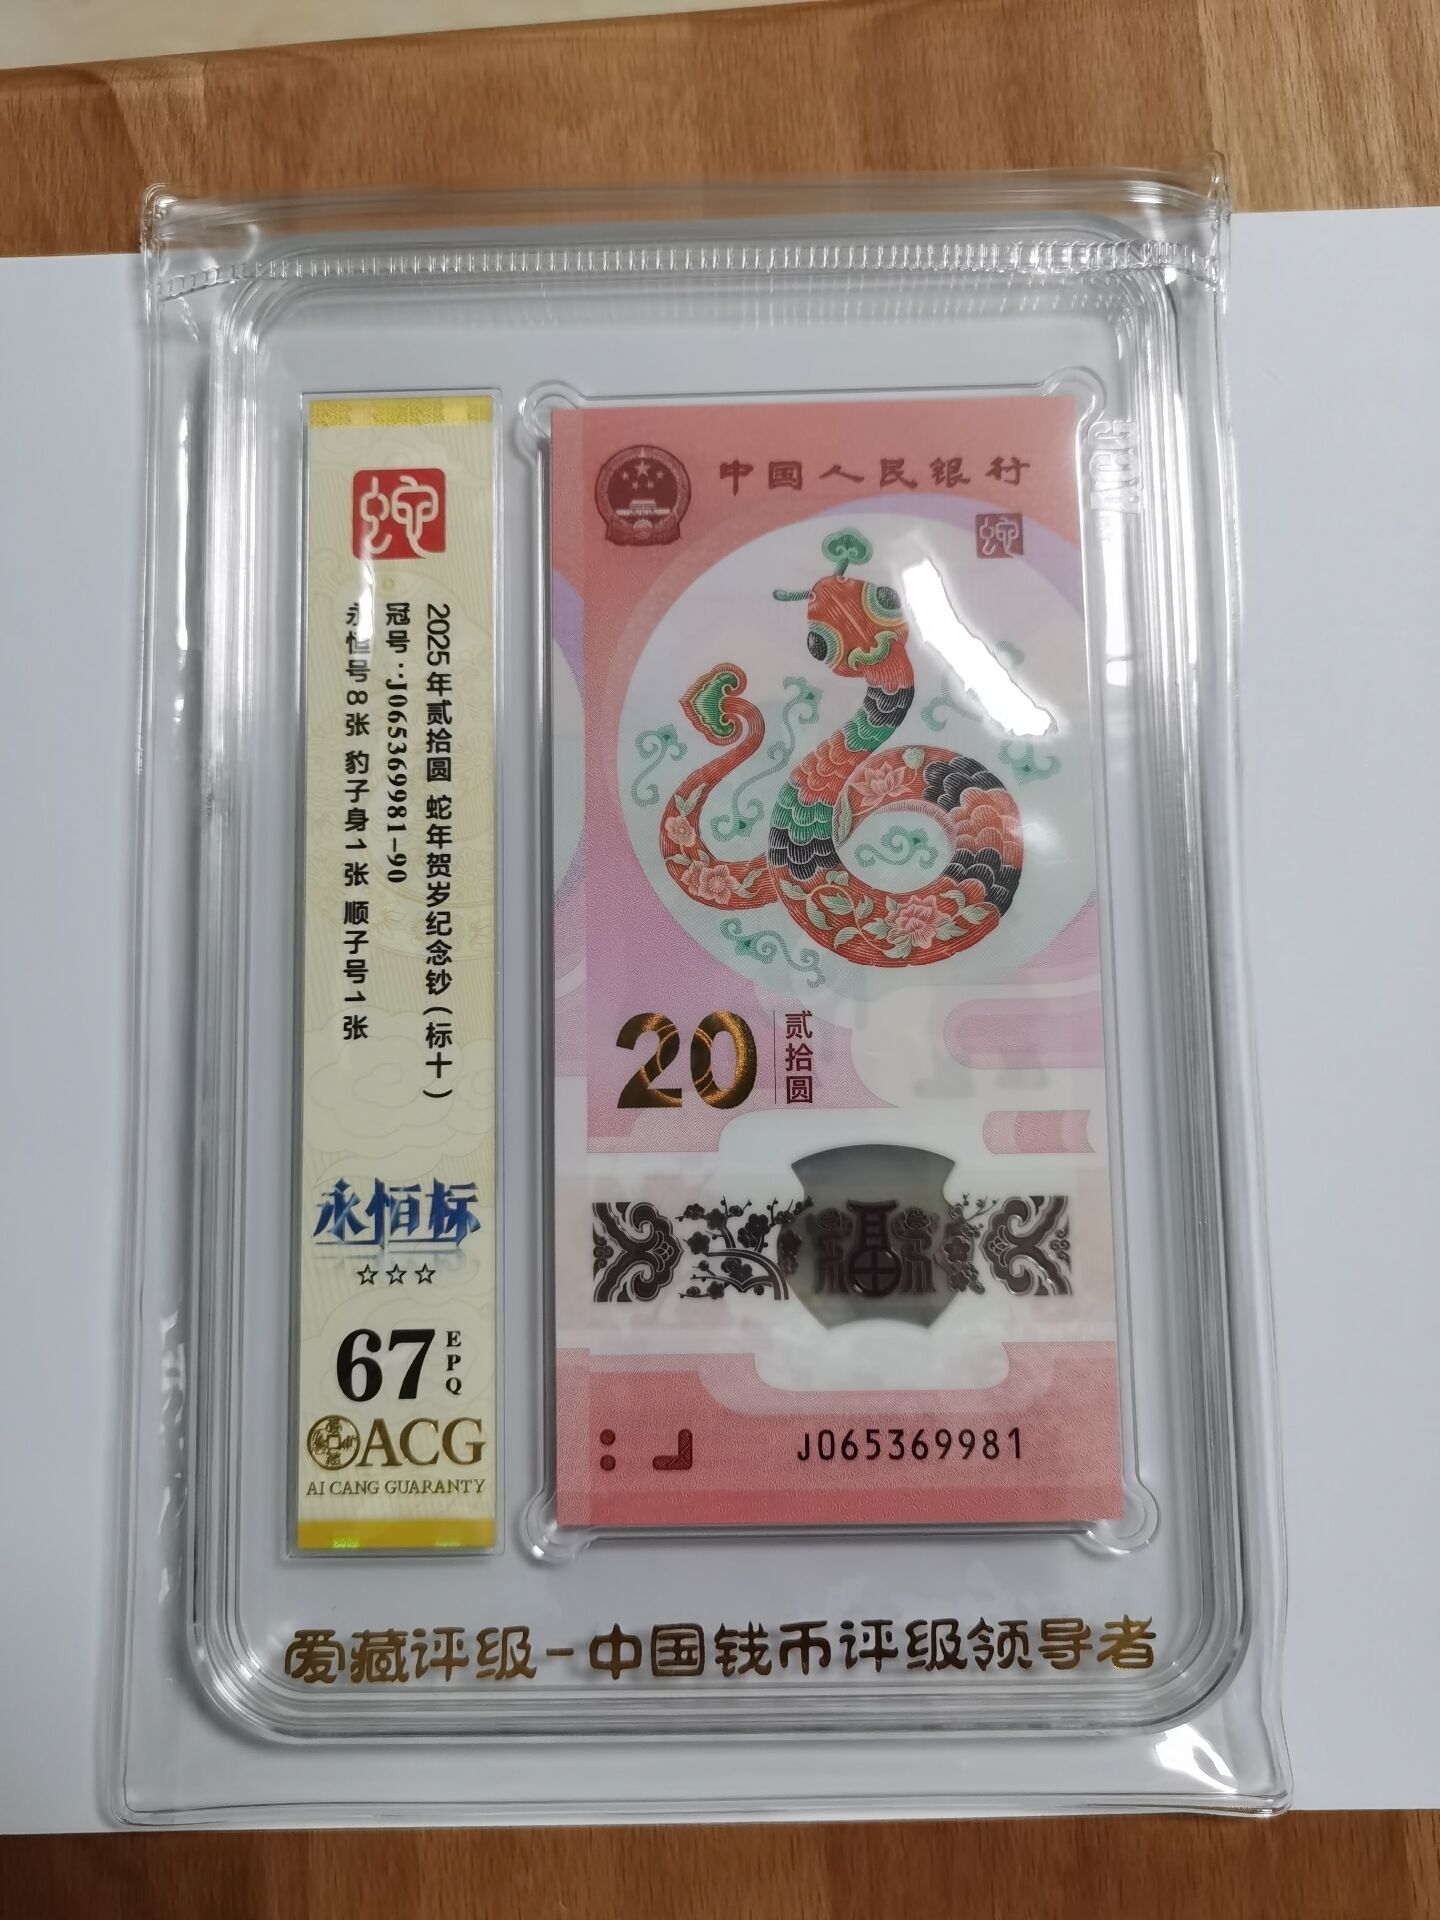 蛇
2025年贰拾圆 蛇年贺岁纪念钞(标十)
冠号:J065369981-90
永恒号8张 豹子身1张 顺子号1张
永恒标
☆☆☆
67 EPQ
ACG
AI CANG GUARANTY
中国人民银行
蛇
20 贰拾圆
福
J065369981
爱藏评级-中国钱币评级领导者